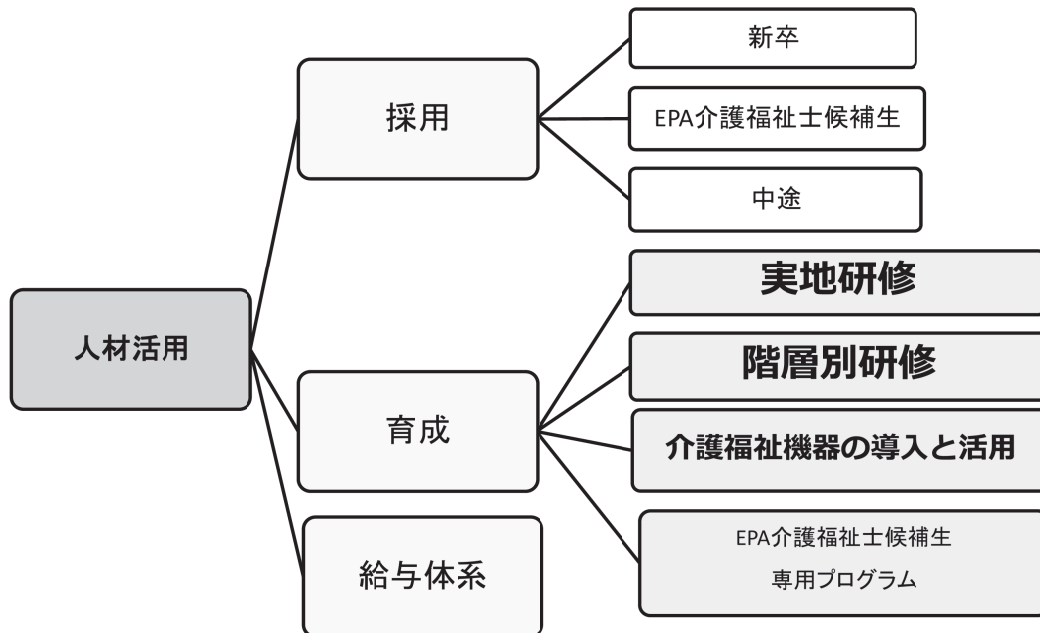 人材活用
採用
新卒
EPA介護福祉士候補生
中途
育成
実地研修
階層別研修
介護福祉機器の導入と活用
EPA介護福祉士候補生
専用プログラム
給与体系